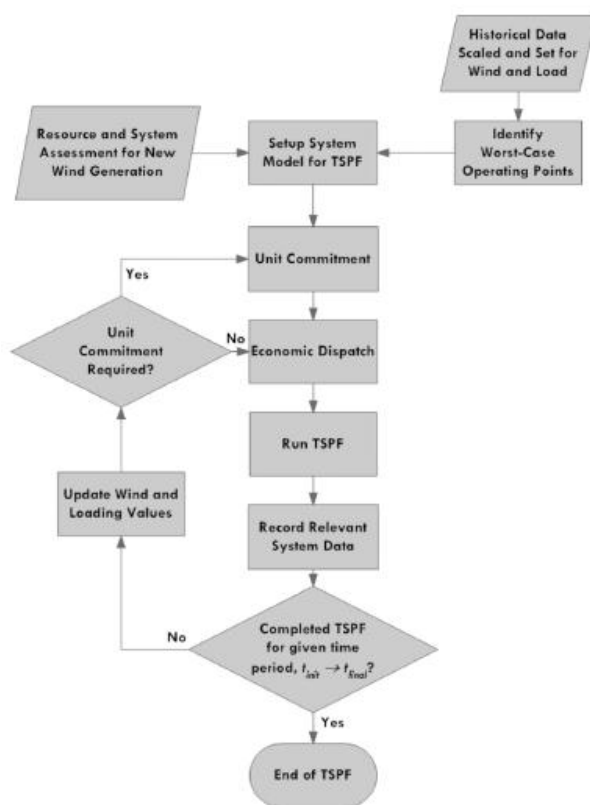 Historical Data
Scaled and Set for
Wind and Load
Resource and System
Assessment for New
Wind Generation
Setup System
Model for TSPF
Identify
Worst-Case
Operating Points
Unit Commitment
Yes
Unit
Commitment
Required?
No
Economic Dispatch
Run TSPF
Update Wind and
Loading Values
Record Relevant
System Data
No
Completed TSPF
for given time
period, t_init → t_final?
Yes
End of TSPF